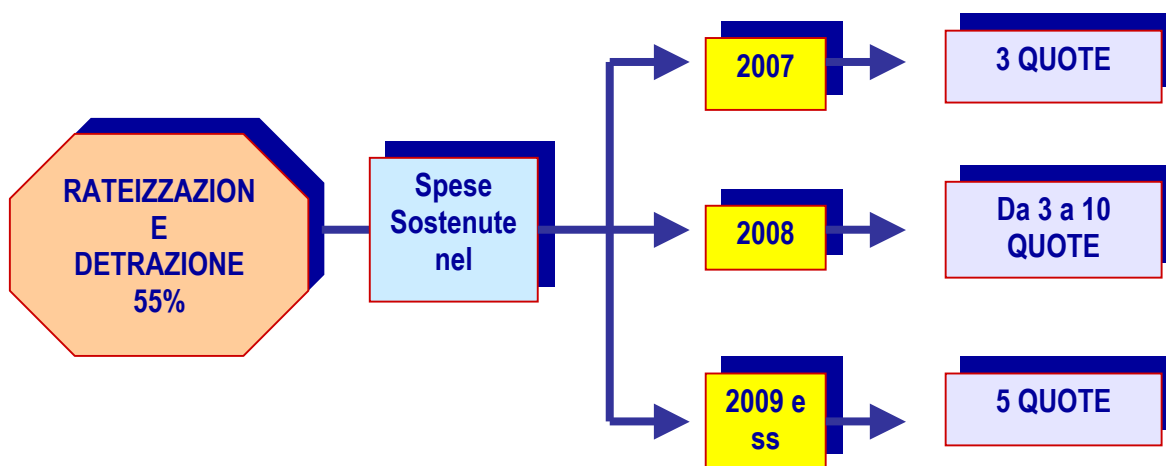 RATEIZZAZION
E
DETRAZIONE
55%
Spese
Sostenute
nel
2007
3 QUOTE
2008
Da 3 a 10
QUOTE
2009 e
ss
5 QUOTE